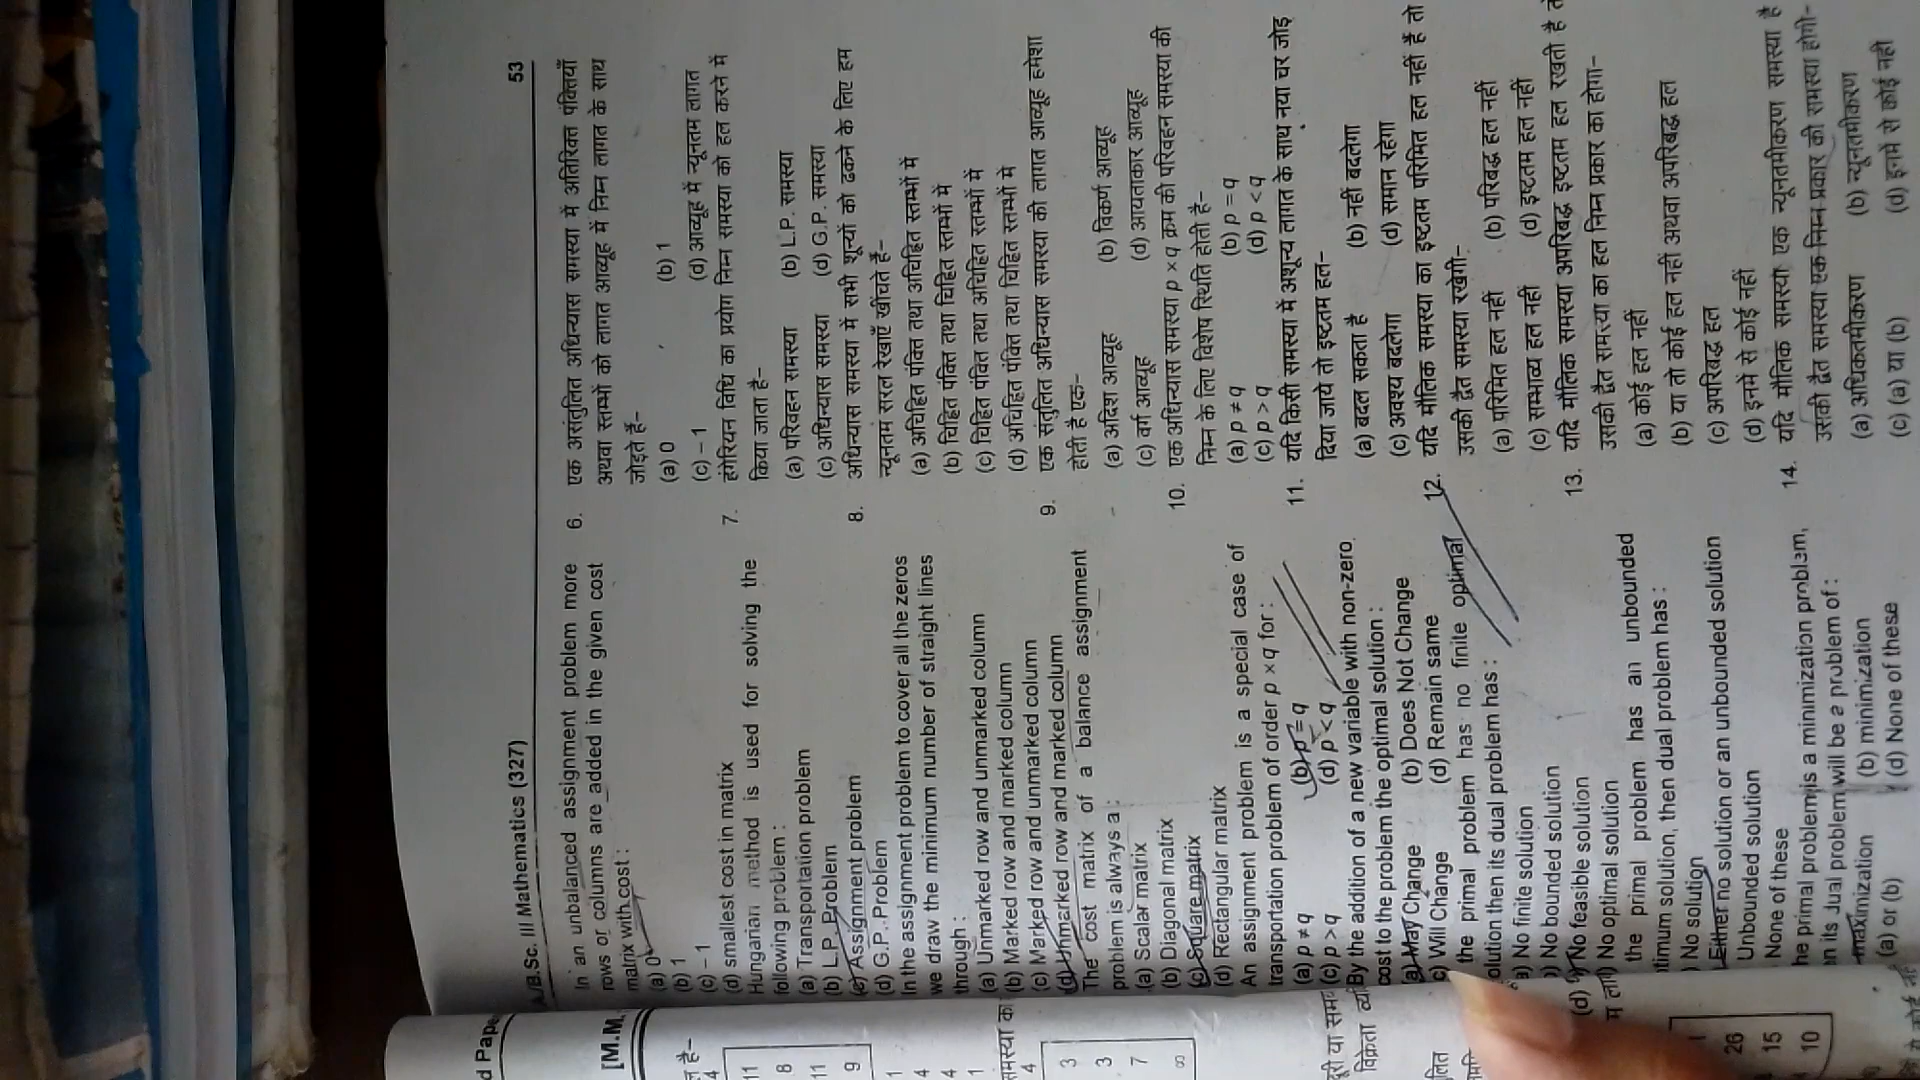 A/B.Sc. III Mathematics (327)
53
In an unbalanced assignment problem more
rows or columns are added in the given cost
matrix with cost :
(a) 0
(b) 1
(c) – 1
(d) smallest cost in matrix
Hungarian method is used for solving the
following problem :
(a) Transportation problem
(b) L.P. Problem
(c) Assignment problem
(d) G.P. Problem
In the assignment problem to cover all the zeros
we draw the minimum number of straight lines
through :
(a) Unmarked row and unmarked column
(b) Marked row and marked column
(c) Marked row and unmarked column
(d) Unmarked row and marked column
The cost matrix of a balance assignment
problem is always a :
(a) Scalar matrix
(b) Diagonal matrix
(c) Square matrix
(d) Rectangular matrix
An assignment problem is a special case of
transportation problem of order p × q for :
(a) p ≠ q (b) p = q
(c) p > q (d) p < q
By the addition of a new variable with non-zero
cost to the problem the optimal solution :
(a) May Change (b) Does Not Change
(c) Will Change (d) Remain same
the primal problem has no finite optimal
solution then its dual problem has :
a) No finite solution
) No bounded solution
No feasible solution
No optimal solution
the primal problem has an unbounded
timum solution, then dual problem has :
) No solution
Either no solution or an unbounded solution
Unbounded solution
None of these
he primal problem is a minimization problem,
n its dual problem will be a problem of :
maximization (b) minimization
(a) or (b) (d) None of these
6. एक असंतुलित अधिन्यास समस्या में अतिरिक्त पंक्तियाँ
अथवा स्तम्भों को लागत आव्यूह में निम्न लागत के साथ
जोड़ते हैं–
(a) 0 (b) 1
(c) – 1 (d) आव्यूह में न्यूनतम लागत
7. हंगेरियन विधि का प्रयोग निम्न समस्या को हल करने में
किया जाता है–
(a) परिवहन समस्या (b) L.P. समस्या
(c) अधिन्यास समस्या (d) G.P. समस्या
8. अधिन्यास समस्या में सभी शून्यों को ढकने के लिए हम
न्यूनतम सरल रेखाएँ खींचते हैं–
(a) अचिह्रित पंक्ति तथा अचिह्रित स्तम्भों में
(b) चिह्रित पंक्ति तथा चिह्रित स्तम्भों में
(c) चिह्रित पंक्ति तथा अचिह्रित स्तम्भों में
(d) अचिह्रित पंक्ति तथा चिह्रित स्तम्भों में
9. एक संतुलित अधिन्यास समस्या की लागत आव्यूह हमेशा
होती है एक–
(a) अदिश आव्यूह (b) विकर्ण आव्यूह
(c) वर्ग आव्यूह (d) आयताकार आव्यूह
10. एक अधिन्यास समस्या p × q क्रम की परिवहन समस्या की
निम्न के लिए विशेष स्थिति होती है–
(a) p ≠ q (b) p = q
(c) p > q (d) p < q
11. यदि किसी समस्या में अशून्य लागत के साथ नया चर जोड़
दिया जाये तो इष्टतम हल–
(a) बदल सकता है (b) नहीं बदलेगा
(c) अवश्य बदलेगा (d) समान रहेगा
12. यदि मौलिक समस्या का इष्टतम परिमित हल नहीं है तो
उसकी द्वैत समस्या रखेगी–
(a) परिमित हल नहीं (b) परिबद्ध हल नहीं
(c) सम्भाव्य हल नहीं (d) इष्टतम हल नहीं
13. यदि मौलिक समस्या अपरिबद्ध इष्टतम हल रखती है
उसकी द्वैत समस्या का हल निम्न प्रकार का होगा–
(a) कोई हल नहीं
(b) या तो कोई हल नहीं अथवा अपरिबद्ध हल
(c) अपरिबद्ध हल
(d) इनमें से कोई नहीं
14. यदि मौलिक समस्या एक न्यूनतमीकरण समस्या है
उसकी द्वैत समस्या एक निम्न प्रकार की समस्या होगी–
(a) अधिकतमीकरण (b) न्यूनतमीकरण
(c) (a) या (b) (d) इनमें से कोई नहीं
d Pape
[M.M.
11
8
11
9
3
3
7
∞
26
15
10